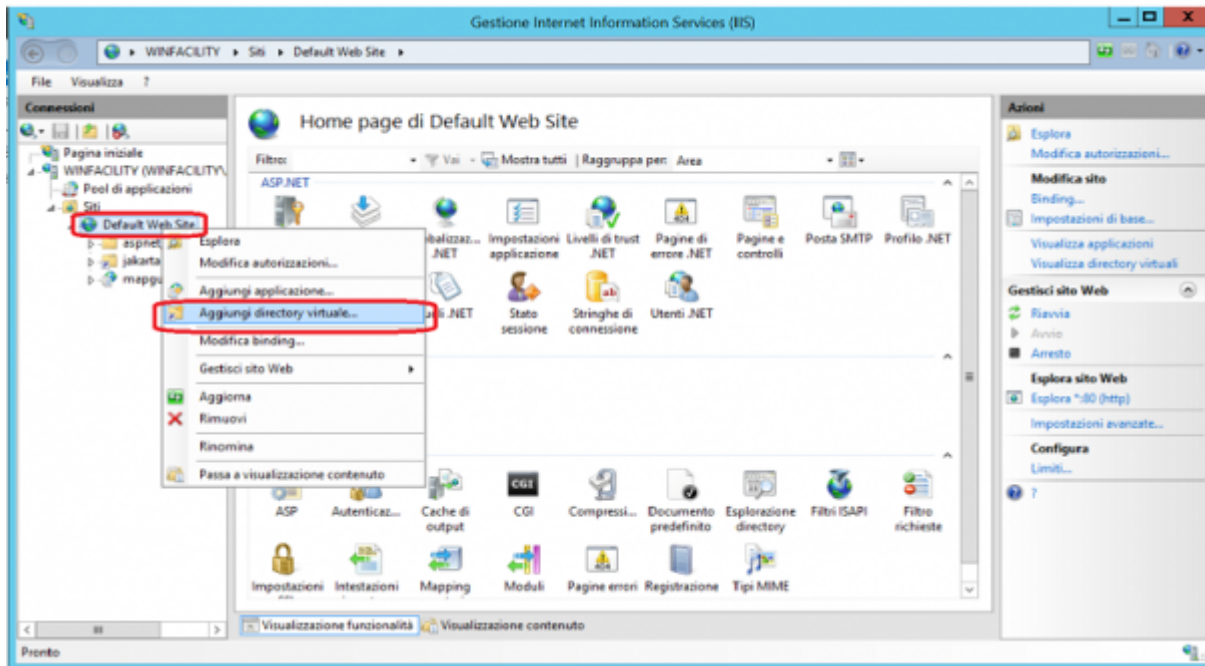 Gestione Internet Information Services (IIS)
WINFACILITY
Siti
Default Web Site
File Visualizza ?
Connessioni
Pagina iniziale
WINFACILITY (WINFACILITY\
Pool di applicazioni
Siti
Default Web Site
aspnet
jakarta
mapgu
Esplora
Modifica autorizzazioni...
Aggiungi applicazione...
Aggiungi directory virtuale...
Modifica binding...
Gestisci sito Web
Aggiorna
Rimuovi
Rinomina
Passa a visualizzazione contenuto
Home page di Default Web Site
Filtro: Vai Mostra tutti Raggruppa per: Area
ASP.NET
.NET
Impostazioni applicazione
Livelli di trust .NET
Pagine di errore .NET
Pagine e controlli
Posta SMTP
Profilo .NET
.NET
Stato sessione
Stringhe di connessione
Utenti .NET
ASP
Autenticaz...
Cache di output
CGI
CGI
Compressi...
Documento predefinito
Esplorazione directory
Filtri ISAPI
Filtro richieste
Impostazioni
Intestazioni
Mapping
Moduli
Pagine errori
Registrazione
Tipi MIME
Visualizzazione funzionalità Visualizzazione contenuto
Azioni
Esplora
Modifica autorizzazioni...
Modifica sito
Binding...
Impostazioni di base...
Visualizza applicazioni
Visualizza directory virtuali
Gestisci sito Web
Riavvia
Avvio
Arresto
Esplora sito Web
Esplora *:80 (http)
Impostazioni avanzate...
Configura
Limiti...
?
Pronto